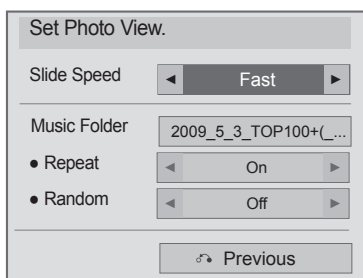 Set Photo View.
Slide Speed ◄ Fast ►
Music Folder 2009_5_3_TOP100+(_...
● Repeat ◄ On ►
● Random ◄ Off ►
Previous